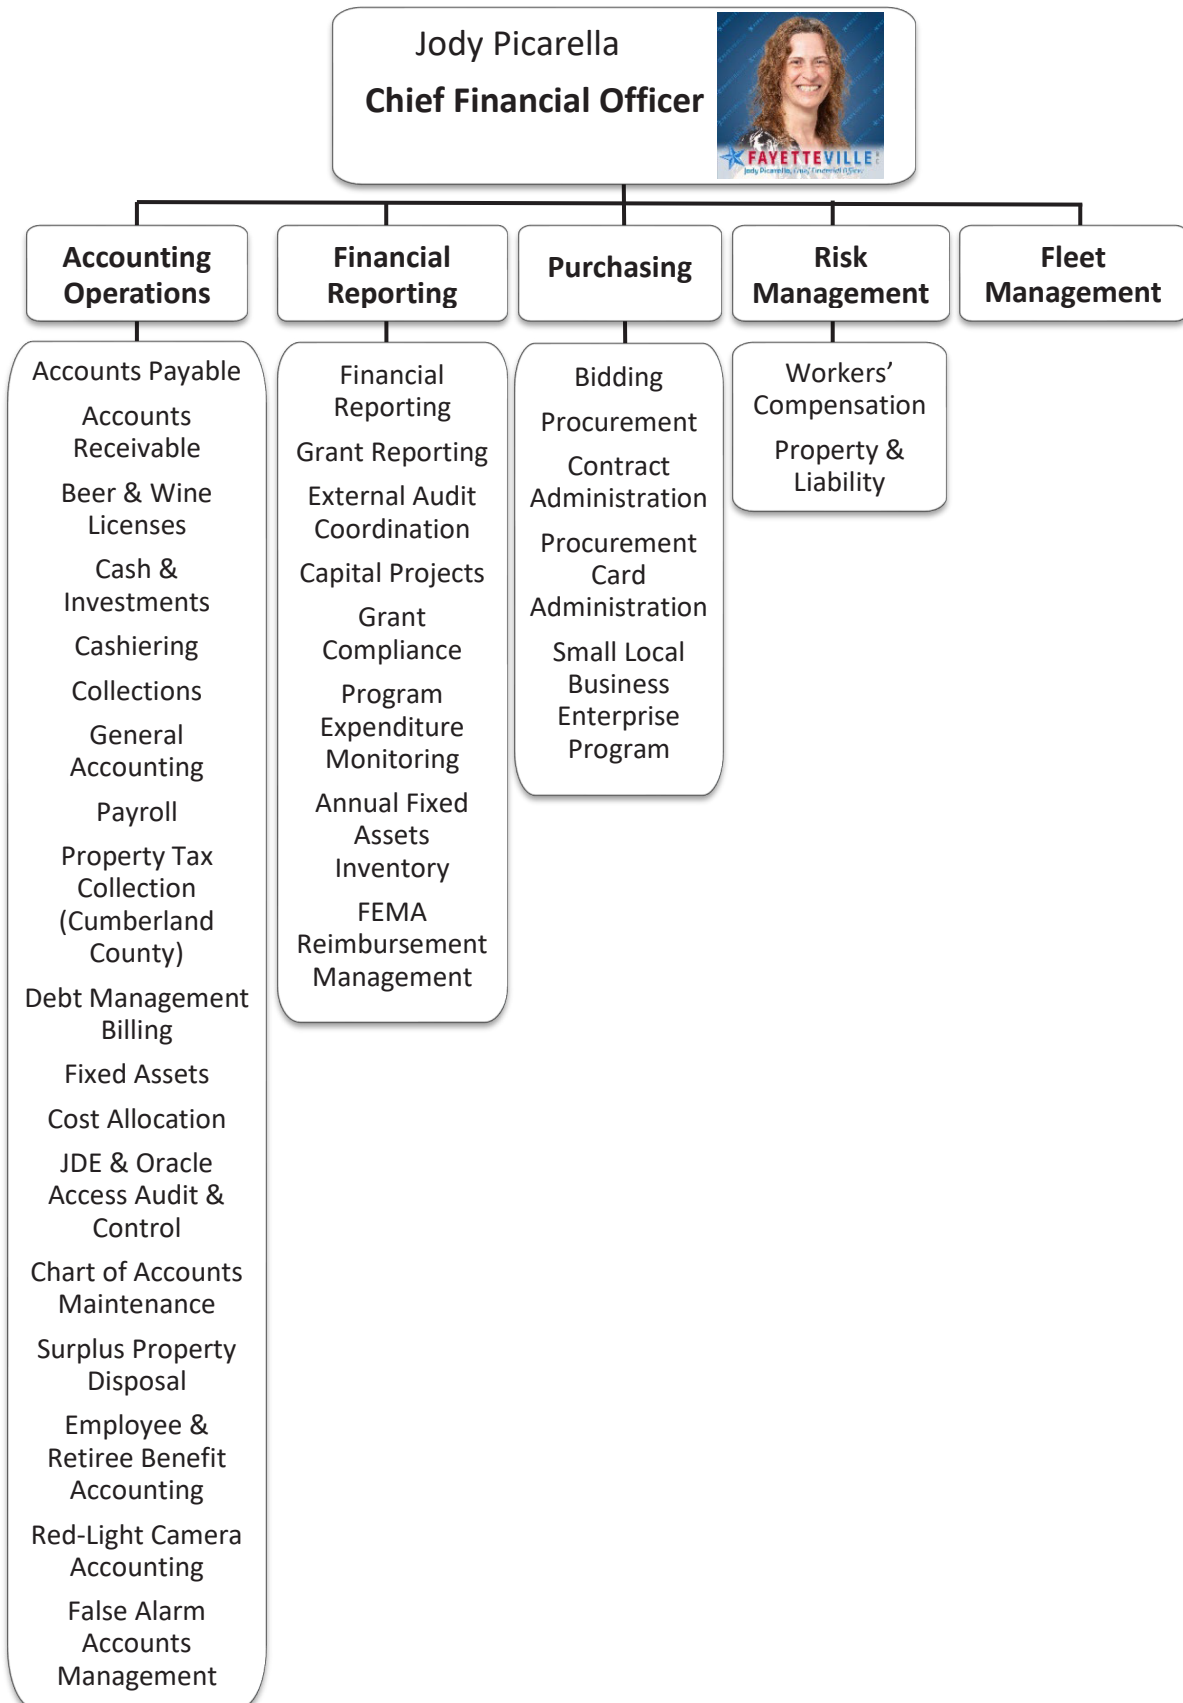 Jody Picarella
Chief Financial Officer
FAYETTEVILLE
Jody Picarella, Chief Financial Officer
Accounting
Operations
Accounts Payable
Accounts
Receivable
Beer & Wine
Licenses
Cash &
Investments
Cashiering
Collections
General
Accounting
Payroll
Property Tax
Collection
(Cumberland
County)
Debt Management
Billing
Fixed Assets
Cost Allocation
JDE & Oracle
Access Audit &
Control
Chart of Accounts
Maintenance
Surplus Property
Disposal
Employee &
Retiree Benefit
Accounting
Red-Light Camera
Accounting
False Alarm
Accounts
Management
Financial
Reporting
Financial
Reporting
Grant Reporting
External Audit
Coordination
Capital Projects
Grant
Compliance
Program
Expenditure
Monitoring
Annual Fixed
Assets
Inventory
FEMA
Reimbursement
Management
Purchasing
Bidding
Procurement
Contract
Administration
Procurement
Card
Administration
Small Local
Business
Enterprise
Program
Risk
Management
Workers’
Compensation
Property &
Liability
Fleet
Management